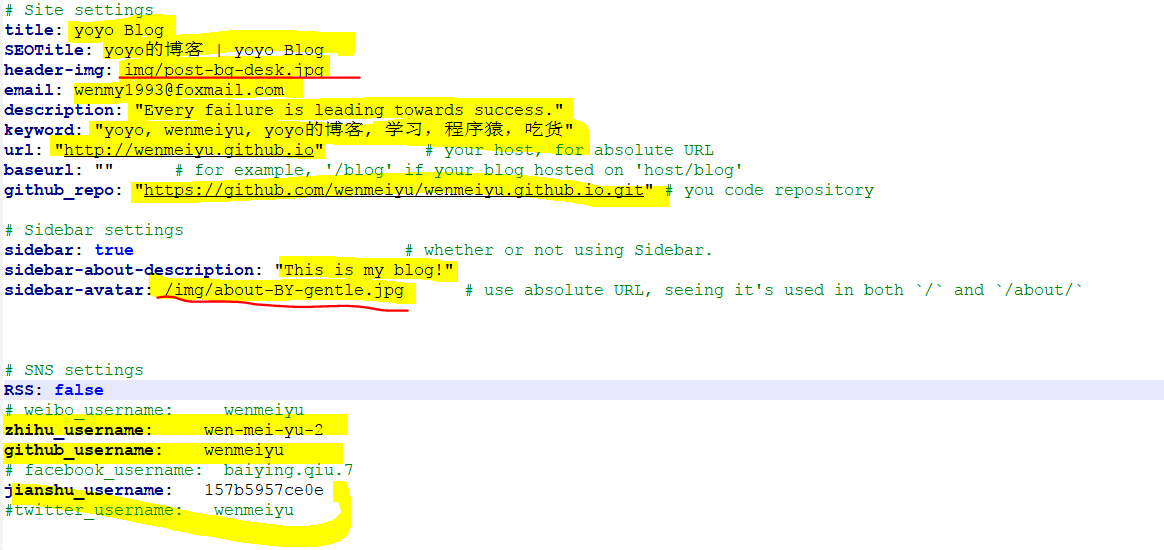 # Site settings
title: yoyo Blog
SEOTitle: yoyo的博客 | yoyo Blog
header-img: img/post-bg-desk.jpg
email: wenmy1993@foxmail.com
description: "Every failure is leading towards success."
keyword: "yoyo, wenmeiyu, yoyo的博客, 学习，程序猿，吃货"
url: "http://wenmeiyu.github.io" # your host, for absolute URL
baseurl: "" # for example, '/blog' if your blog hosted on 'host/blog'
github_repo: "https://github.com/wenmeiyu/wenmeiyu.github.io.git" # you code repository
# Sidebar settings
sidebar: true # whether or not using Sidebar.
sidebar-about-description: "This is my blog!"
sidebar-avatar: /img/about-BY-gentle.jpg # use absolute URL, seeing it's used in both `/` and `/about/`
# SNS settings
RSS: false
# weibo_username: wenmeiyu
zhihu_username: wen-mei-yu-2
github_username: wenmeiyu
# facebook_username: baiying.qiu.7
jianshu_username: 157b5957ce0e
#twitter_username: wenmeiyu